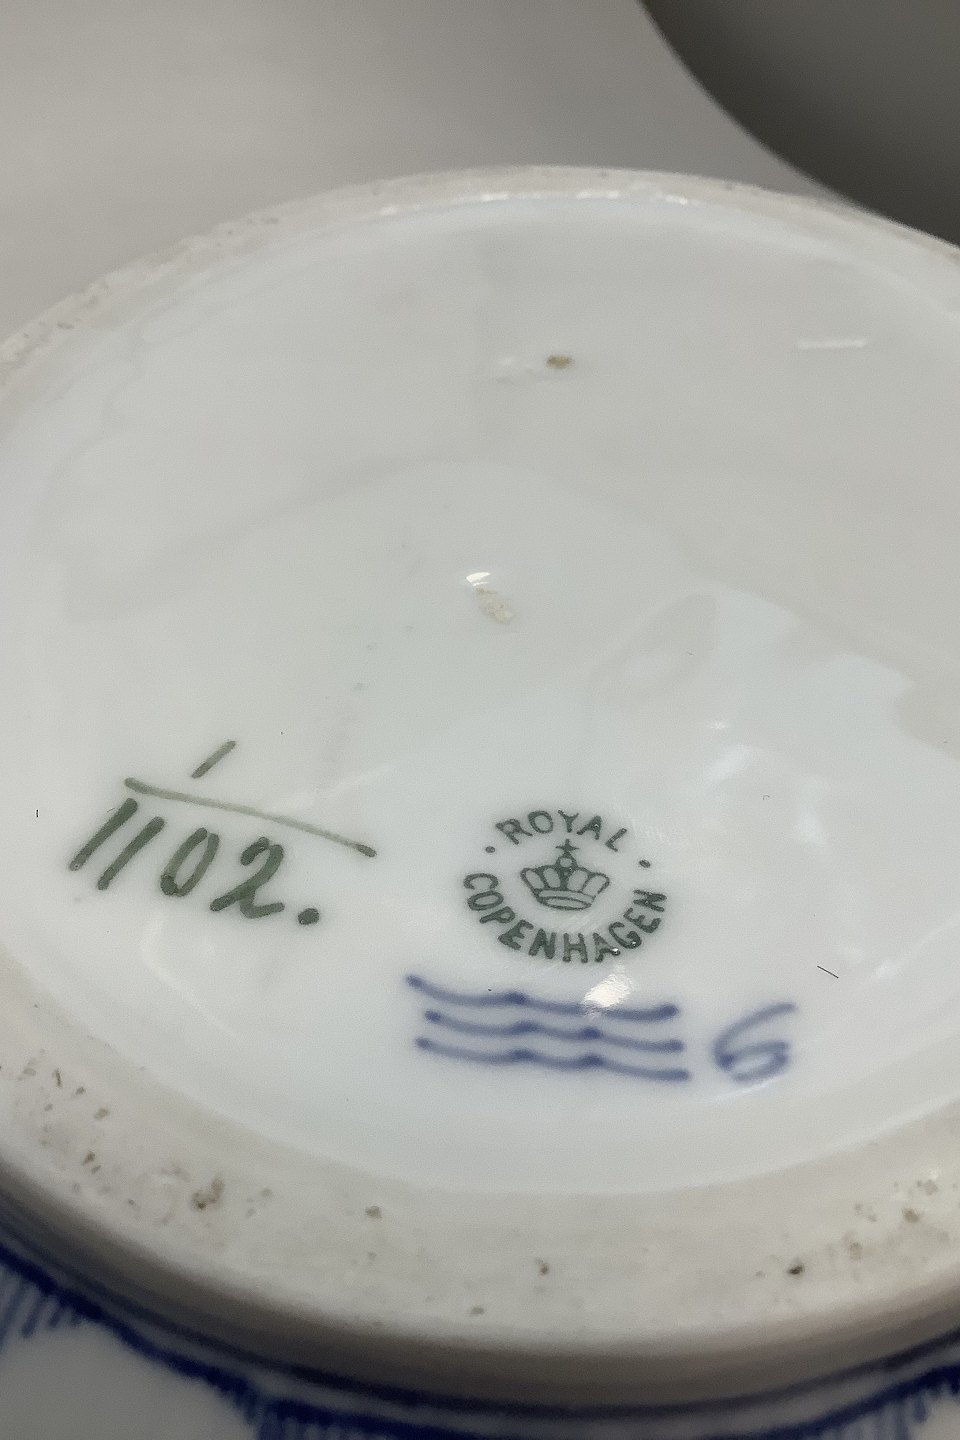 1
1102.
ROYAL
COPENHAGEN
6